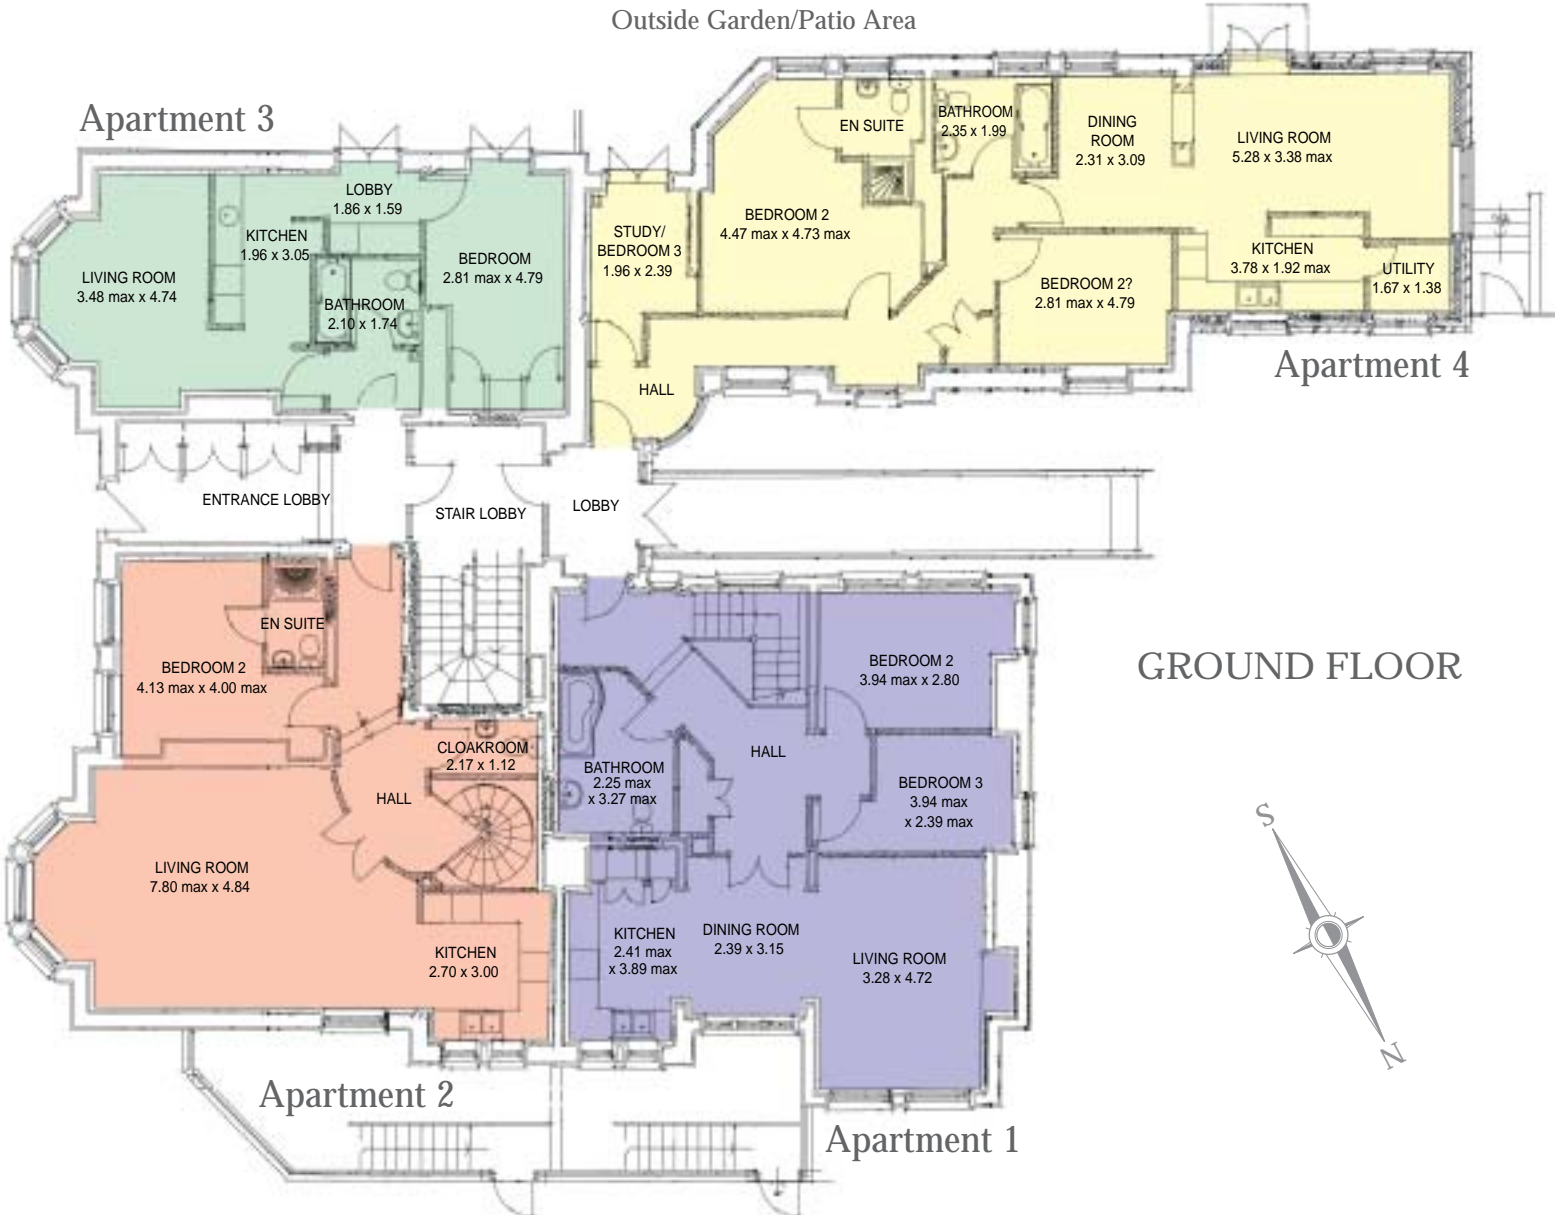 Outside Garden/Patio Area
Apartment 3
LOBBY
1.86 x 1.59
KITCHEN
1.96 x 3.05
LIVING ROOM
3.48 max x 4.74
BATHROOM
2.10 x 1.74
BEDROOM
2.81 max x 4.79
STUDY/
BEDROOM 3
1.96 x 2.39
BEDROOM 2
4.47 max x 4.73 max
EN SUITE
BATHROOM
2.35 x 1.99
DINING
ROOM
2.31 x 3.09
LIVING ROOM
5.28 x 3.38 max
KITCHEN
3.78 x 1.92 max
UTILITY
1.67 x 1.38
BEDROOM 2?
2.81 max x 4.79
HALL
Apartment 4
ENTRANCE LOBBY
STAIR LOBBY
LOBBY
EN SUITE
BEDROOM 2
4.13 max x 4.00 max
CLOAKROOM
2.17 x 1.12
HALL
LIVING ROOM
7.80 max x 4.84
KITCHEN
2.70 x 3.00
Apartment 2
BEDROOM 2
3.94 max x 2.80
HALL
BATHROOM
2.25 max
x 3.27 max
BEDROOM 3
3.94 max
x 2.39 max
KITCHEN
2.41 max
x 3.89 max
DINING ROOM
2.39 x 3.15
LIVING ROOM
3.28 x 4.72
Apartment 1
GROUND FLOOR
S
N